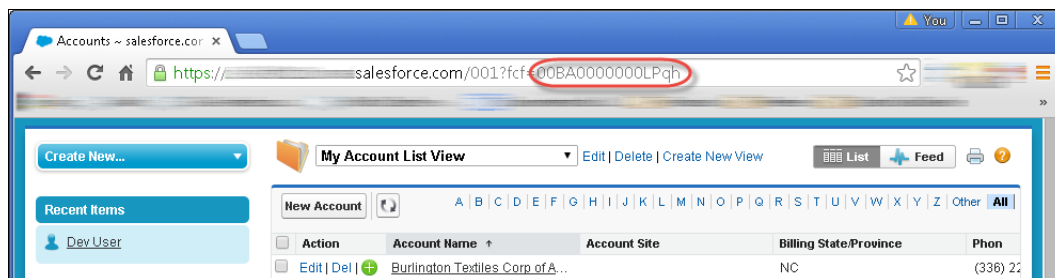 You
Accounts ~ salesforce.cor
https:// salesforce.com/001?fcf=00BA0000000LPqh
»
Create New...
My Account List View Edit | Delete | Create New View List Feed
Recent Items
New Account A | B | C | D | E | F | G | H | I | J | K | L | M | N | O | P | Q | R | S | T | U | V | W | X | Y | Z | Other All
Dev User
Action Account Name Account Site Billing State/Province Phon
Edit | Del | Burlington Textiles Corp of A... NC (336) 22